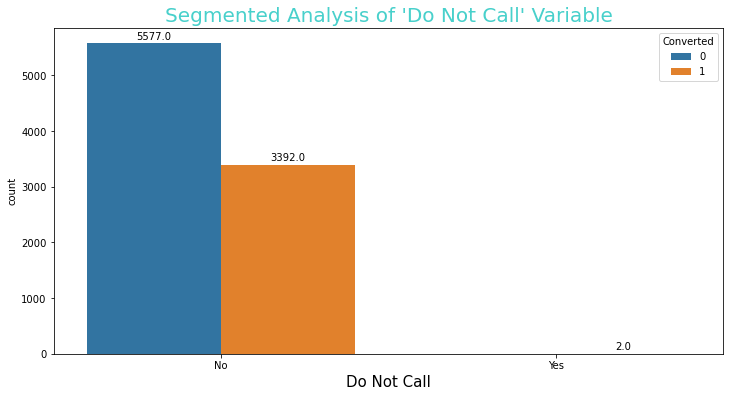 Segmented Analysis of 'Do Not Call' Variable
Converted
0
1
5577.0
3392.0
2.0
count
5000
4000
3000
2000
1000
0
No
Yes
Do Not Call